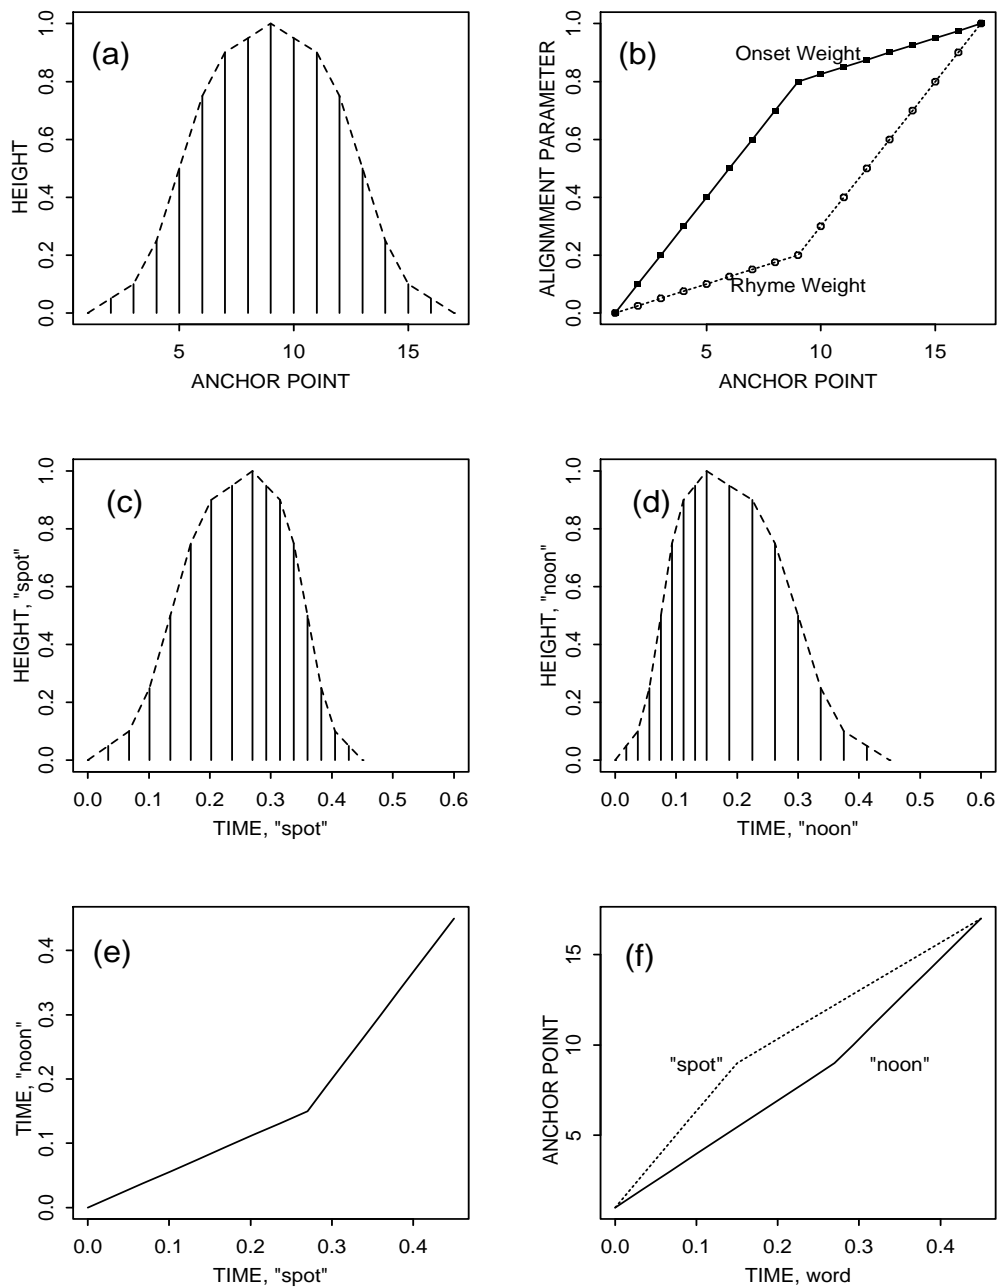 (a)
HEIGHT
0.0 0.2 0.4 0.6 0.8 1.0
5 10 15
ANCHOR POINT
(b)
Onset Weight
Rhyme Weight
ALIGNMMENT PARAMETER
0.0 0.2 0.4 0.6 0.8 1.0
5 10 15
ANCHOR POINT
(c)
HEIGHT, "spot"
0.0 0.2 0.4 0.6 0.8 1.0
0.0 0.1 0.2 0.3 0.4 0.5 0.6
TIME, "spot"
(d)
HEIGHT, "noon"
0.0 0.2 0.4 0.6 0.8 1.0
0.0 0.1 0.2 0.3 0.4 0.5 0.6
TIME, "noon"
(e)
TIME, "noon"
0.0 0.1 0.2 0.3 0.4
0.0 0.1 0.2 0.3 0.4
TIME, "spot"
(f)
"spot"
"noon"
ANCHOR POINT
5 10 15
0.0 0.2 0.4
TIME, word